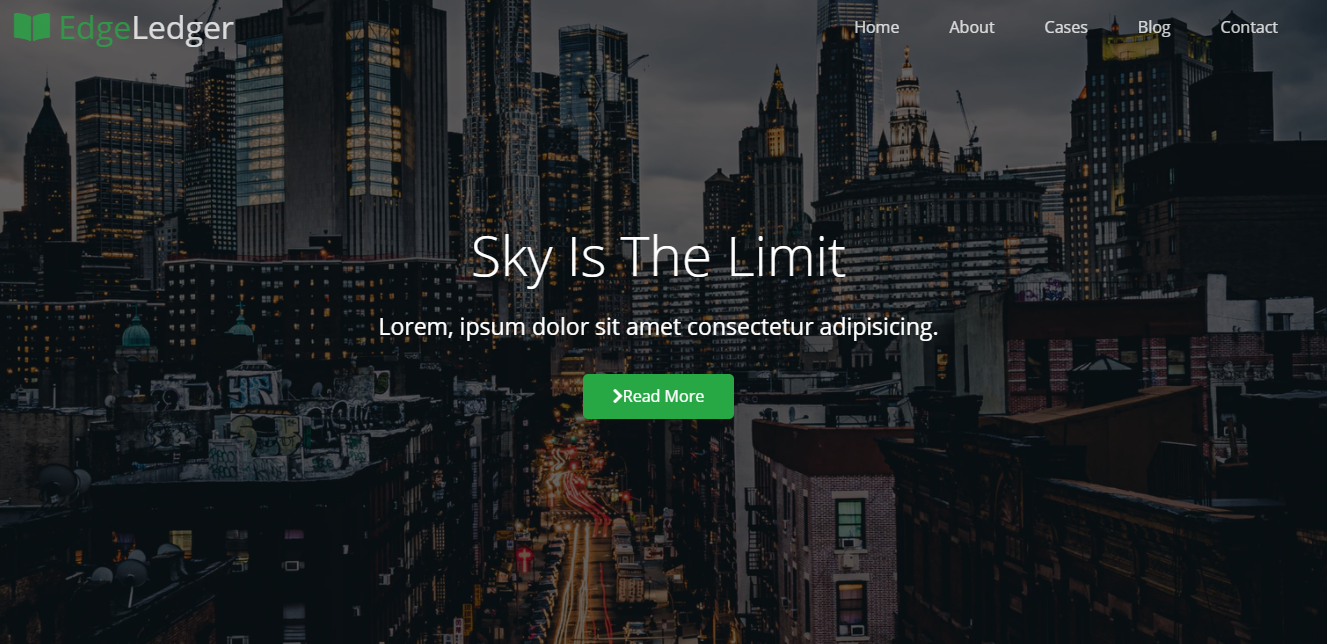 EdgeLedger
Home About Cases Blog Contact
Sky Is The Limit
Lorem, ipsum dolor sit amet consectetur adipisicing.
Read More